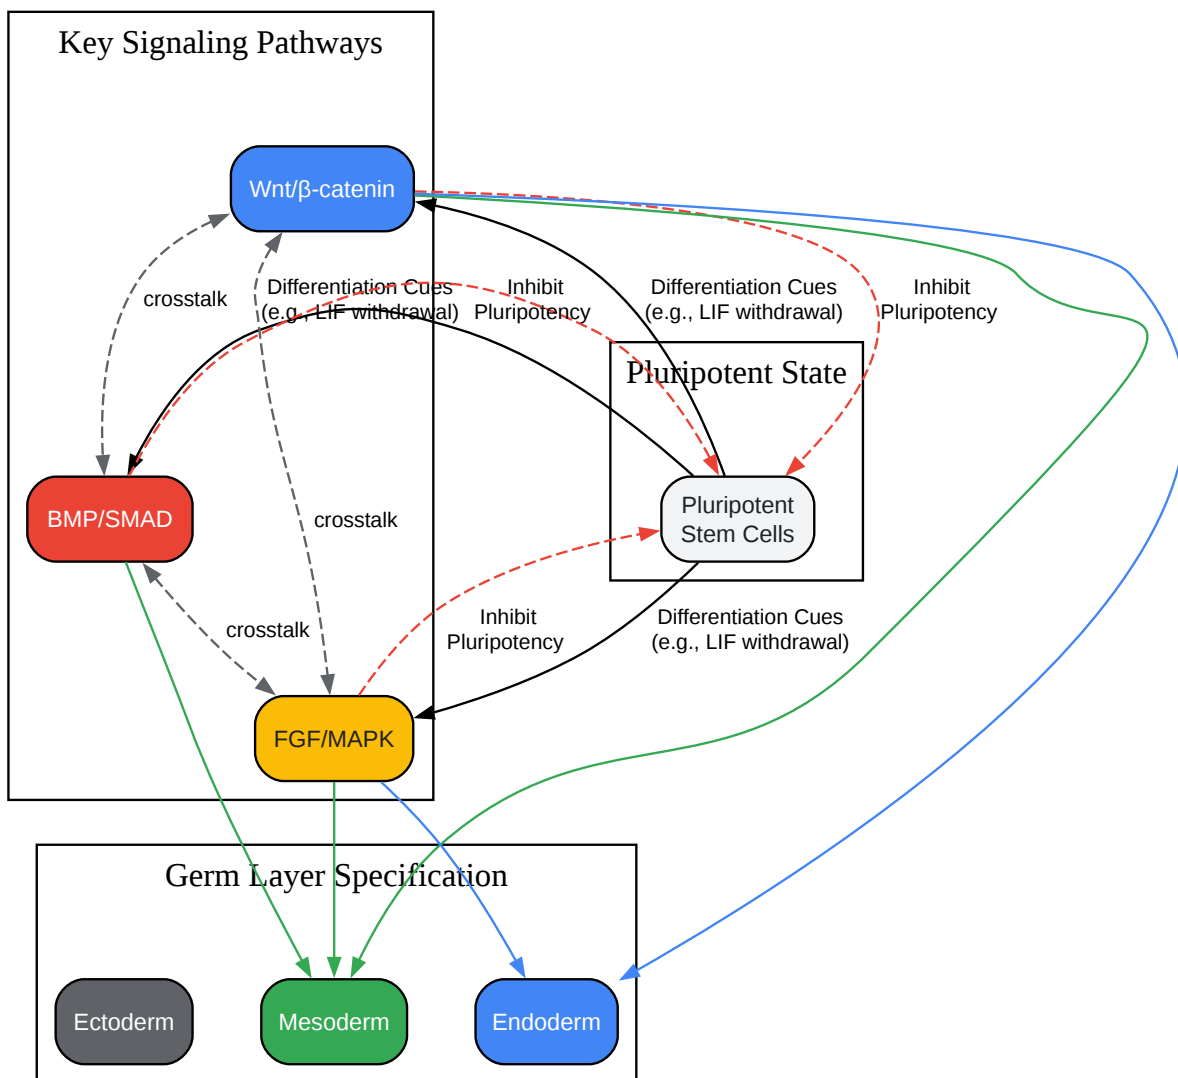 Key Signaling Pathways
Wnt/β-catenin
crosstalk
Differentiation Cues
(e.g., LIF withdrawal)
Inhibit
Pluripotency
Differentiation Cues
(e.g., LIF withdrawal)
Inhibit
Pluripotency
Pluripotent State
BMP/SMAD
crosstalk
Pluripotent
Stem Cells
crosstalk
Inhibit
Pluripotency
Differentiation Cues
(e.g., LIF withdrawal)
FGF/MAPK
Germ Layer Specification
Ectoderm
Mesoderm
Endoderm